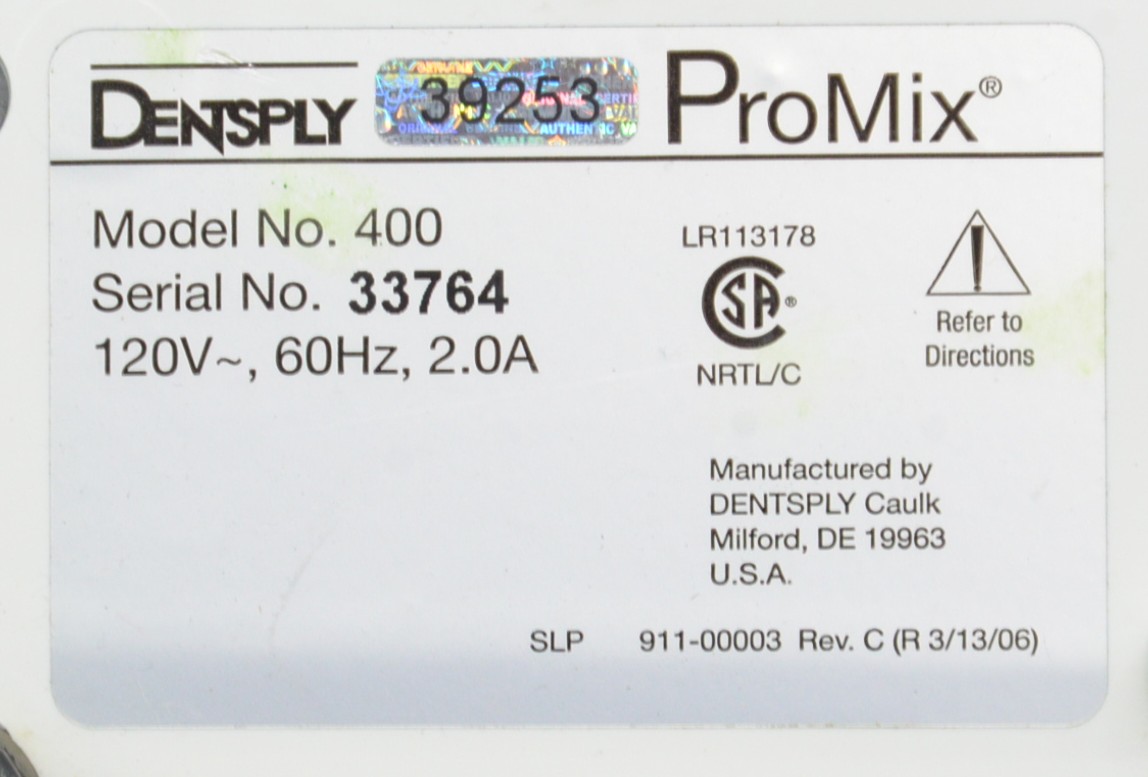 DENTSPLY 39253 ProMix®
Model No. 400
Serial No. 33764
120V~, 60Hz, 2.0A
LR113178
CSA®
NRTL/C
Refer to
Directions
Manufactured by
DENTSPLY Caulk
Milford, DE 19963
U.S.A.
SLP 911-00003 Rev. C (R 3/13/06)